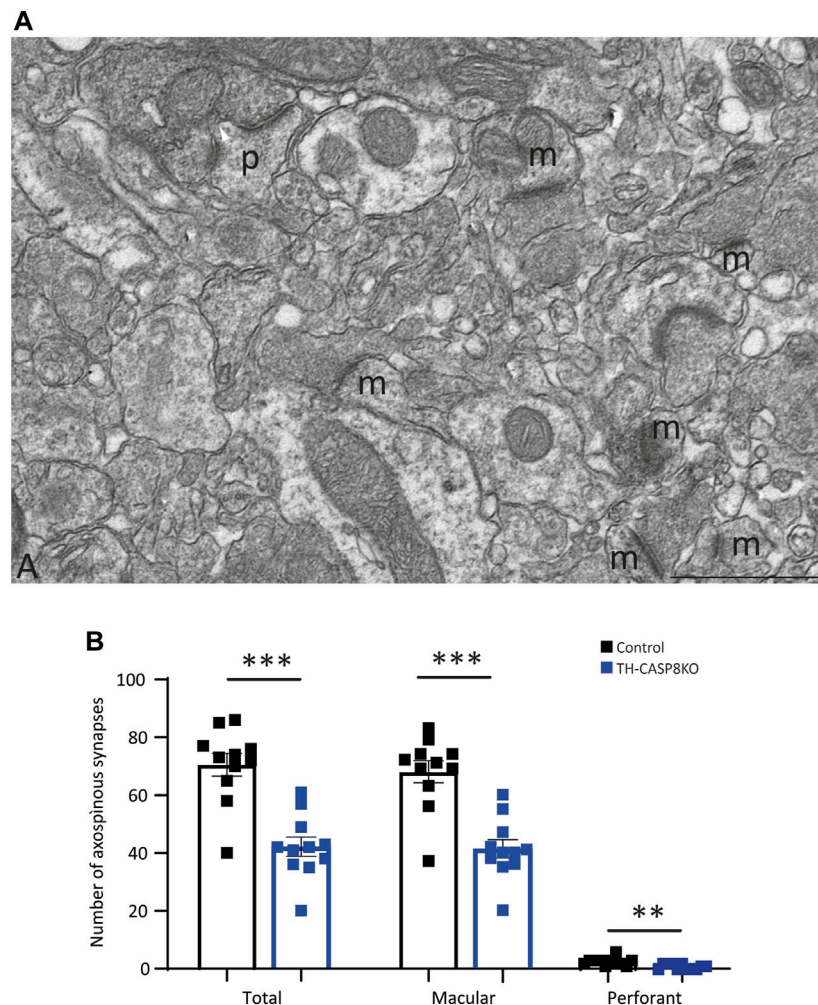 A
p
m
m
m
m
m
m
A
B
Control
TH-CASP8KO
***
***
**
Number of axospinous synapses
100
80
60
40
20
0
Total
Macular
Perforant